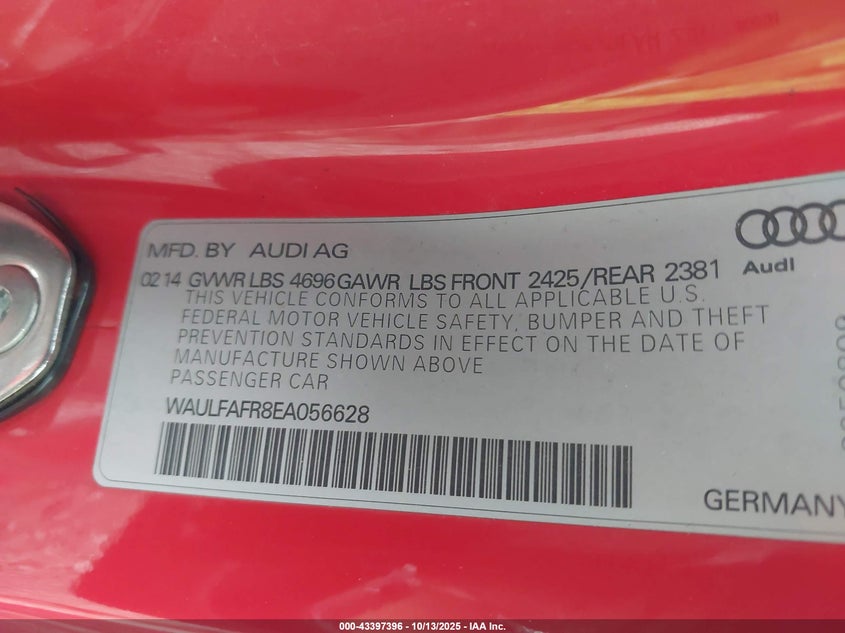 MFD. BY AUDI AG
Audi
02 14 GVWR LBS 4696 GAWR LBS FRONT 2425/REAR 2381
THIS VEHICLE CONFORMS TO ALL APPLICABLE U.S.
FEDERAL MOTOR VEHICLE SAFETY, BUMPER AND THEFT
PREVENTION STANDARDS IN EFFECT ON THE DATE OF
MANUFACTURE SHOWN ABOVE
PASSENGER CAR
WAULFAFR8EA056628
GERMANY
000-43397396 - 10/13/2025 - IAA Inc.